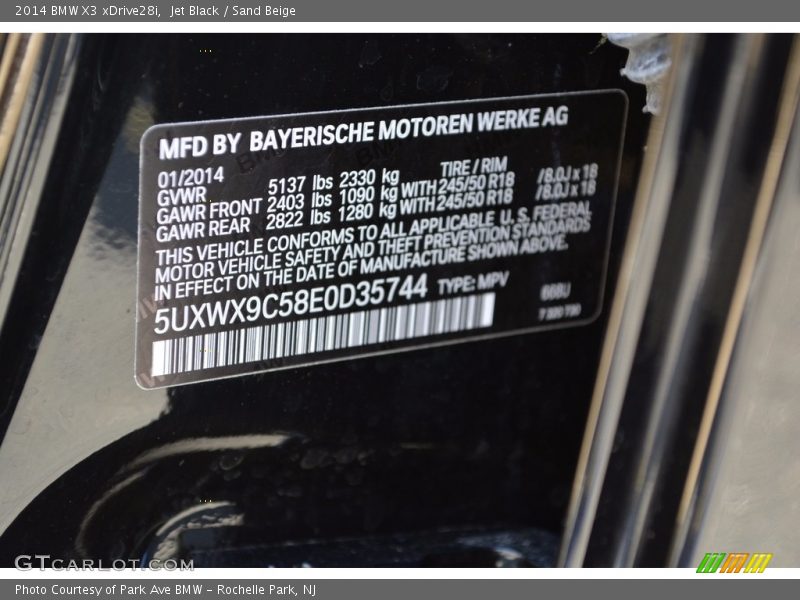 2014 BMW X3 xDrive28i,  Jet Black / Sand Beige
MFD BY BAYERISCHE MOTOREN WERKE AG
01/2014 TIRE / RIM
GVWR 5137 lbs 2330 kg
GAWR FRONT 2403 lbs 1090 kg WITH 245/50 R18 /8.0J x 18
GAWR REAR 2822 lbs 1280 kg WITH 245/50 R18 /8.0J x 18
THIS VEHICLE CONFORMS TO ALL APPLICABLE U. S. FEDERAL
MOTOR VEHICLE SAFETY AND THEFT PREVENTION STANDARDS
IN EFFECT ON THE DATE OF MANUFACTURE SHOWN ABOVE.
5UXWX9C58E0D35744 TYPE: MPV
GTCARLOT.COM
Photo Courtesy of Park Ave BMW - Rochelle Park, NJ